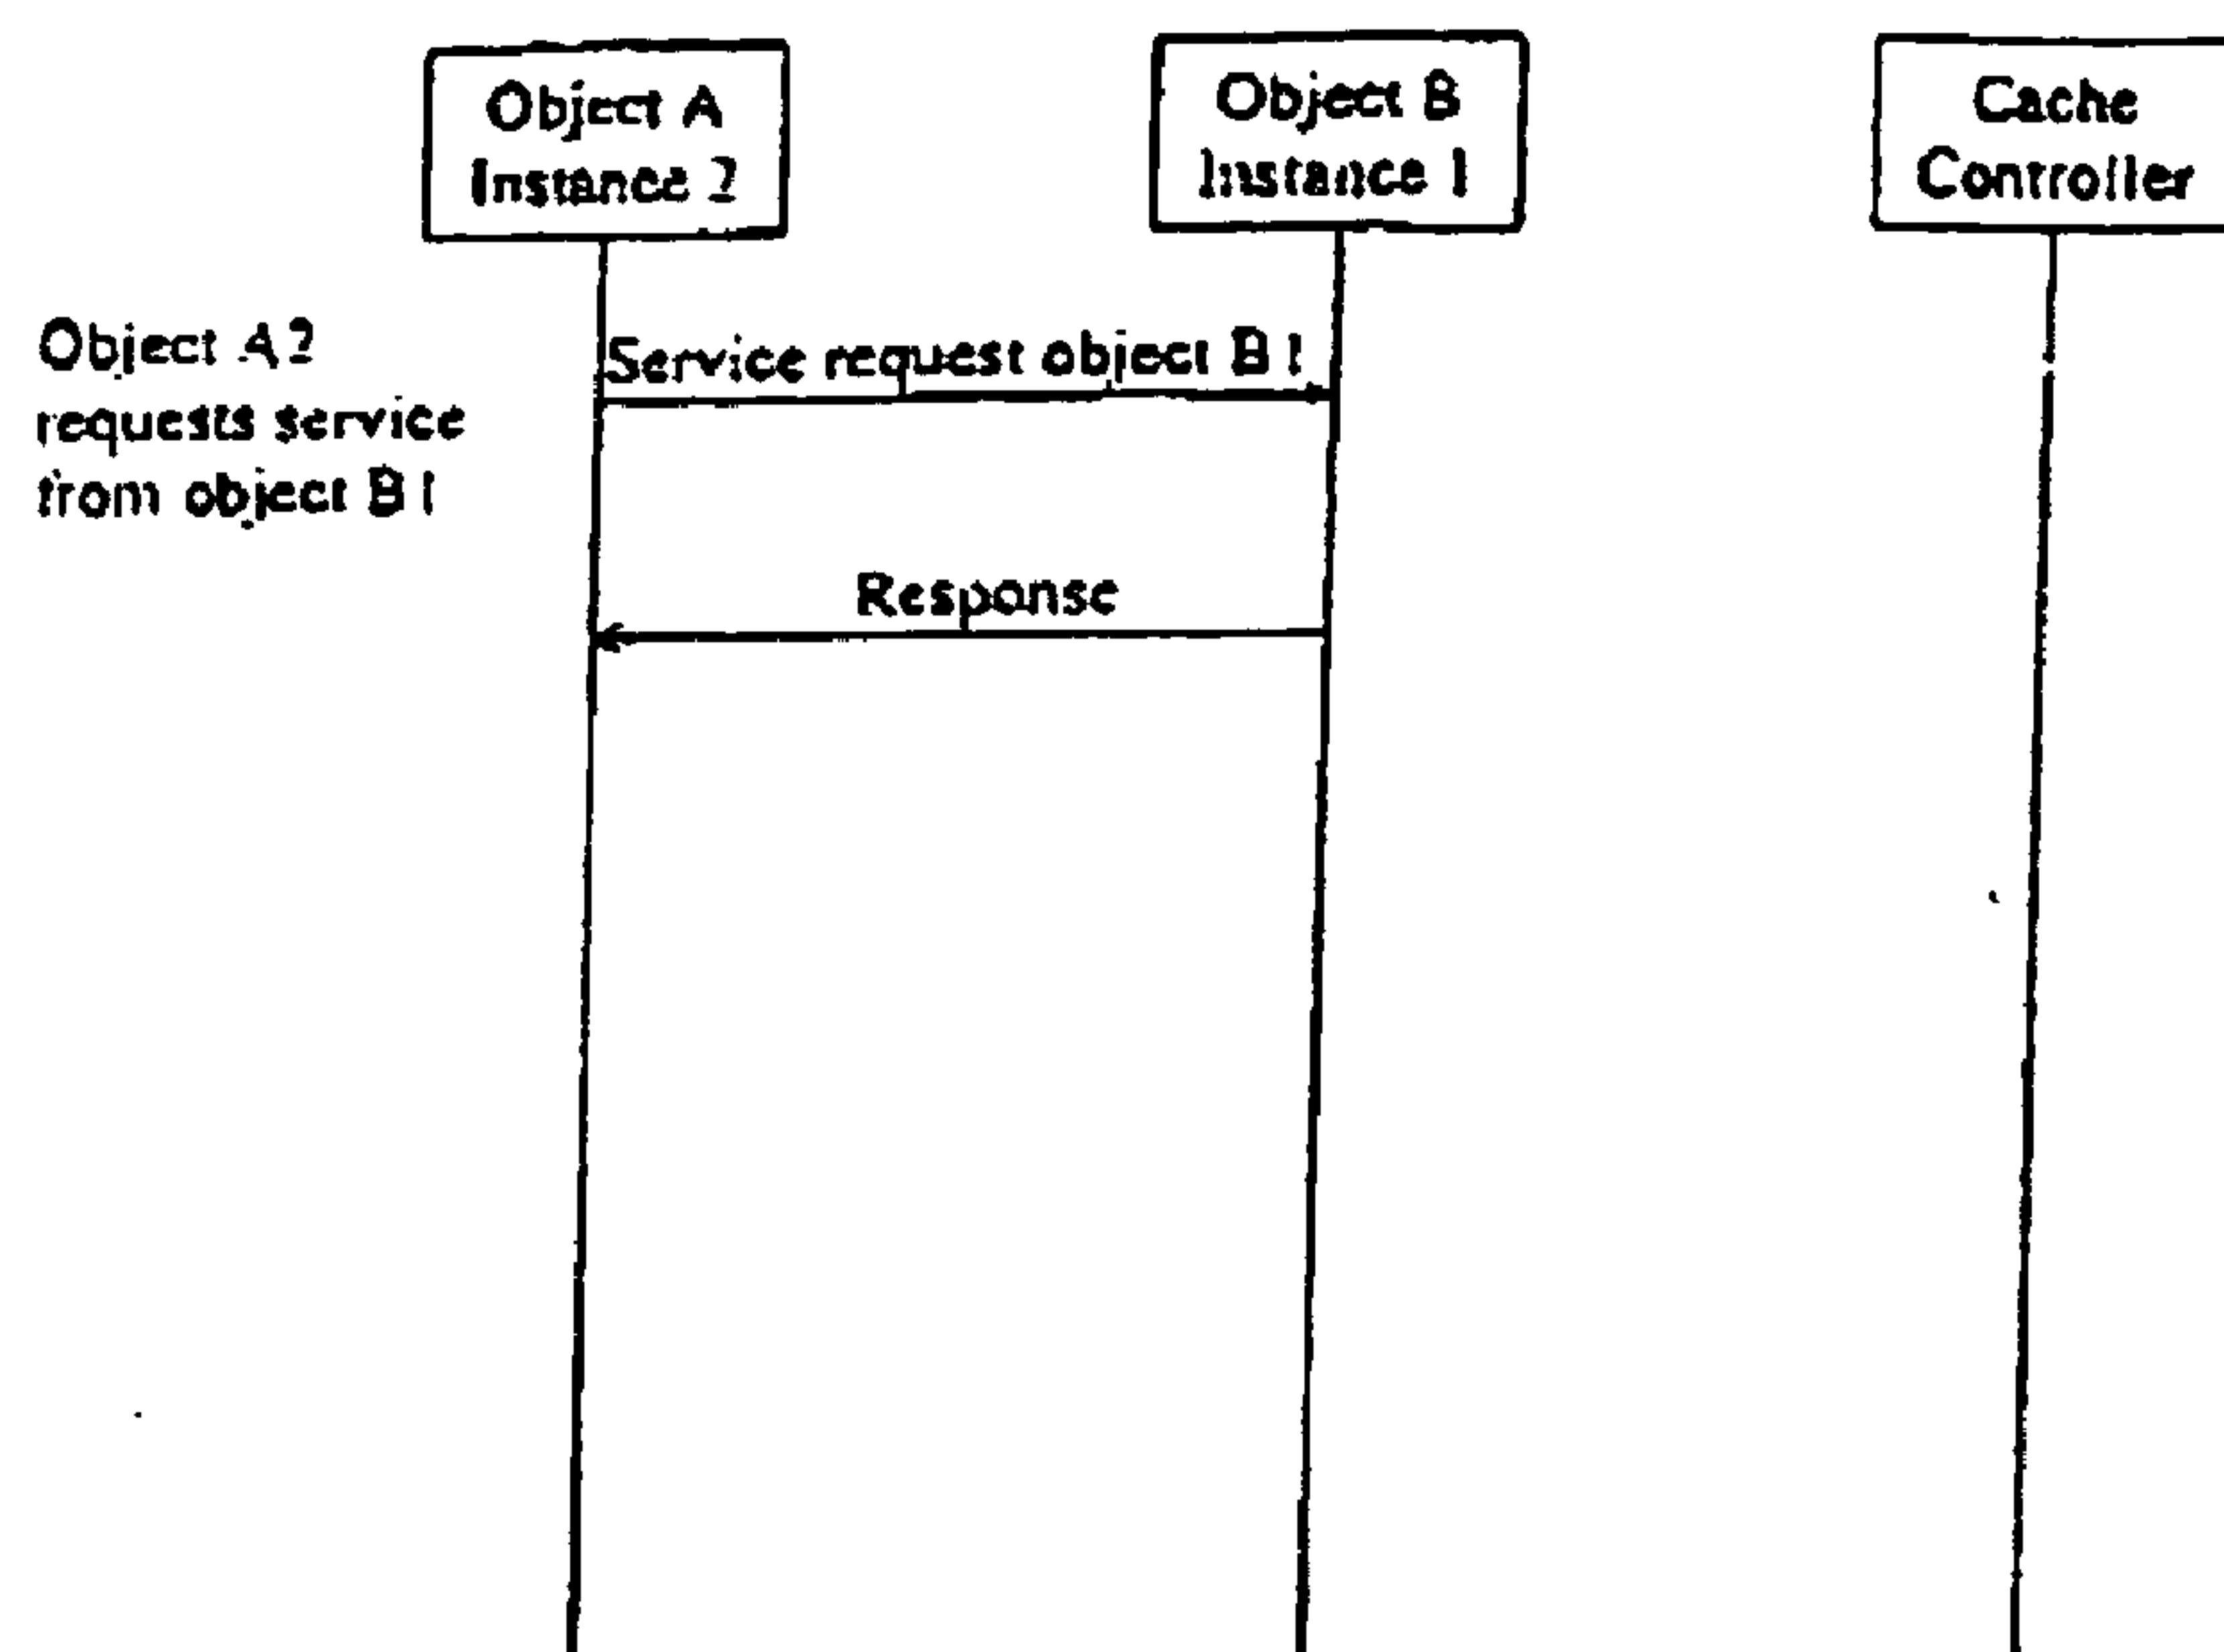 Object A
Instance 2
Object B
Instance 1
Cache
Controller
Object A2
requests service
from object B1
Service request object B1
Response